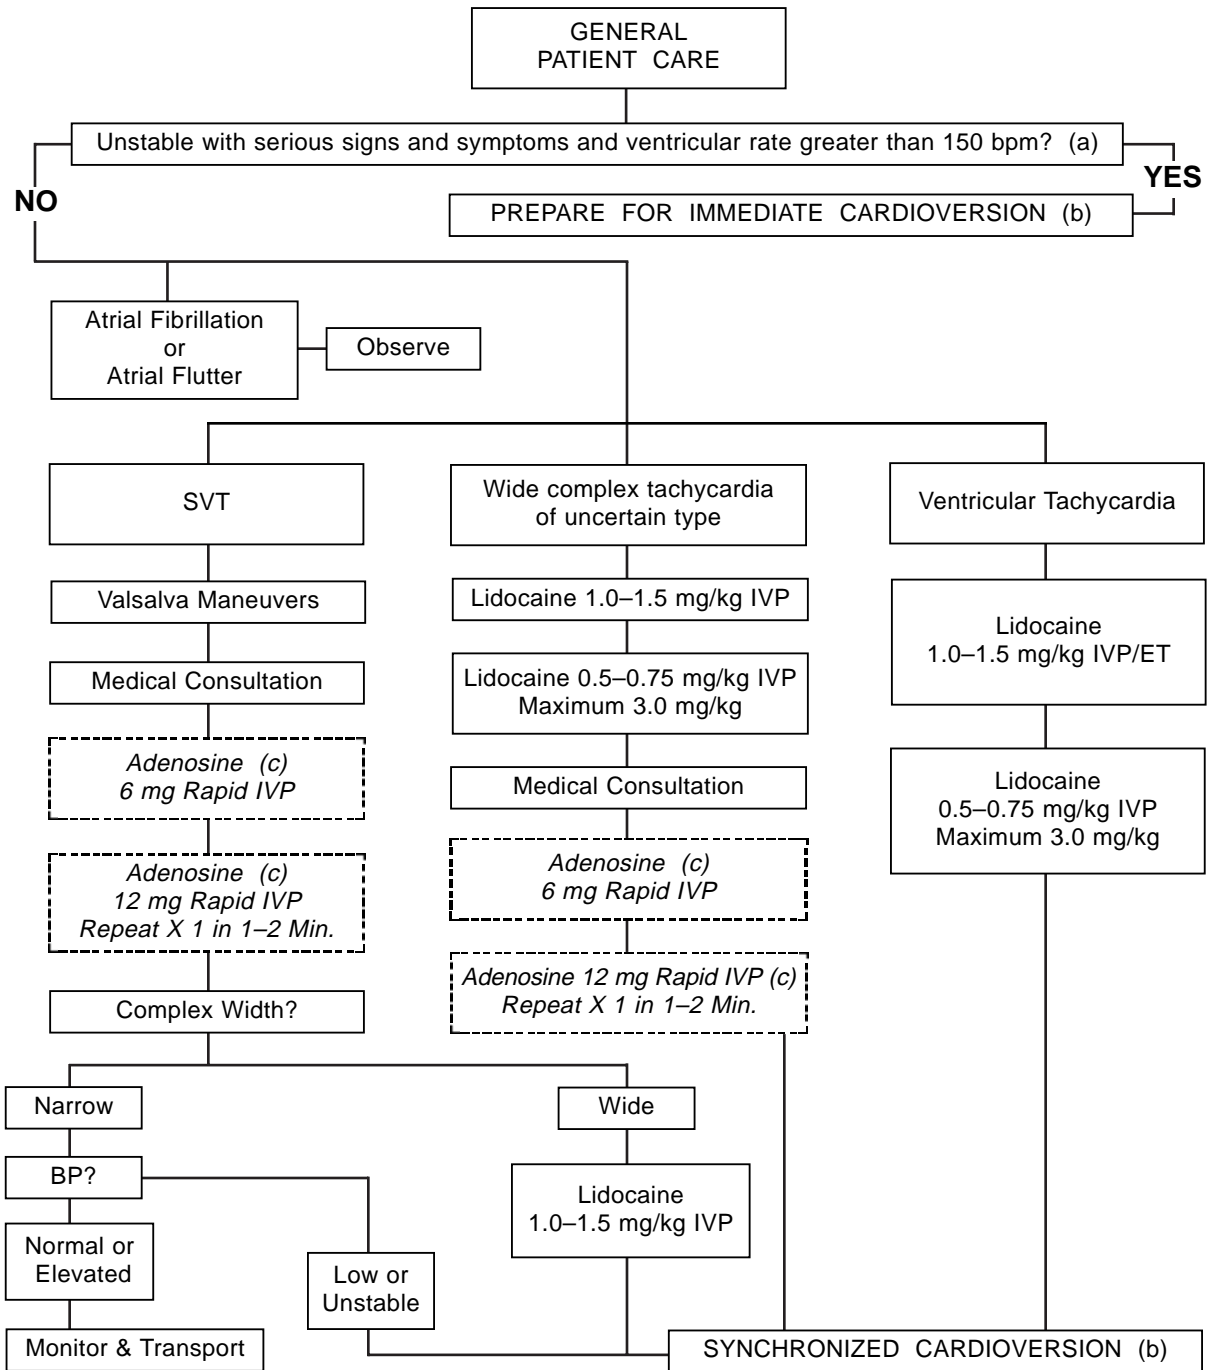 GENERAL
PATIENT CARE
Unstable with serious signs and symptoms and ventricular rate greater than 150 bpm? (a)
NO
YES
PREPARE FOR IMMEDIATE CARDIOVERSION (b)
Atrial Fibrillation
or
Atrial Flutter
Observe
SVT
Valsalva Maneuvers
Medical Consultation
Adenosine (c)
6 mg Rapid IVP
Adenosine (c)
12 mg Rapid IVP
Repeat X 1 in 1–2 Min.
Complex Width?
Wide complex tachycardia
of uncertain type
Lidocaine 1.0–1.5 mg/kg IVP
Lidocaine 0.5–0.75 mg/kg IVP
Maximum 3.0 mg/kg
Medical Consultation
Adenosine (c)
6 mg Rapid IVP
Adenosine 12 mg Rapid IVP (c)
Repeat X 1 in 1–2 Min.
Ventricular Tachycardia
Lidocaine
1.0–1.5 mg/kg IVP/ET
Lidocaine
0.5–0.75 mg/kg IVP
Maximum 3.0 mg/kg
Narrow
BP?
Normal or
Elevated
Monitor & Transport
Low or
Unstable
Wide
Lidocaine
1.0–1.5 mg/kg IVP
SYNCHRONIZED CARDIOVERSION (b)